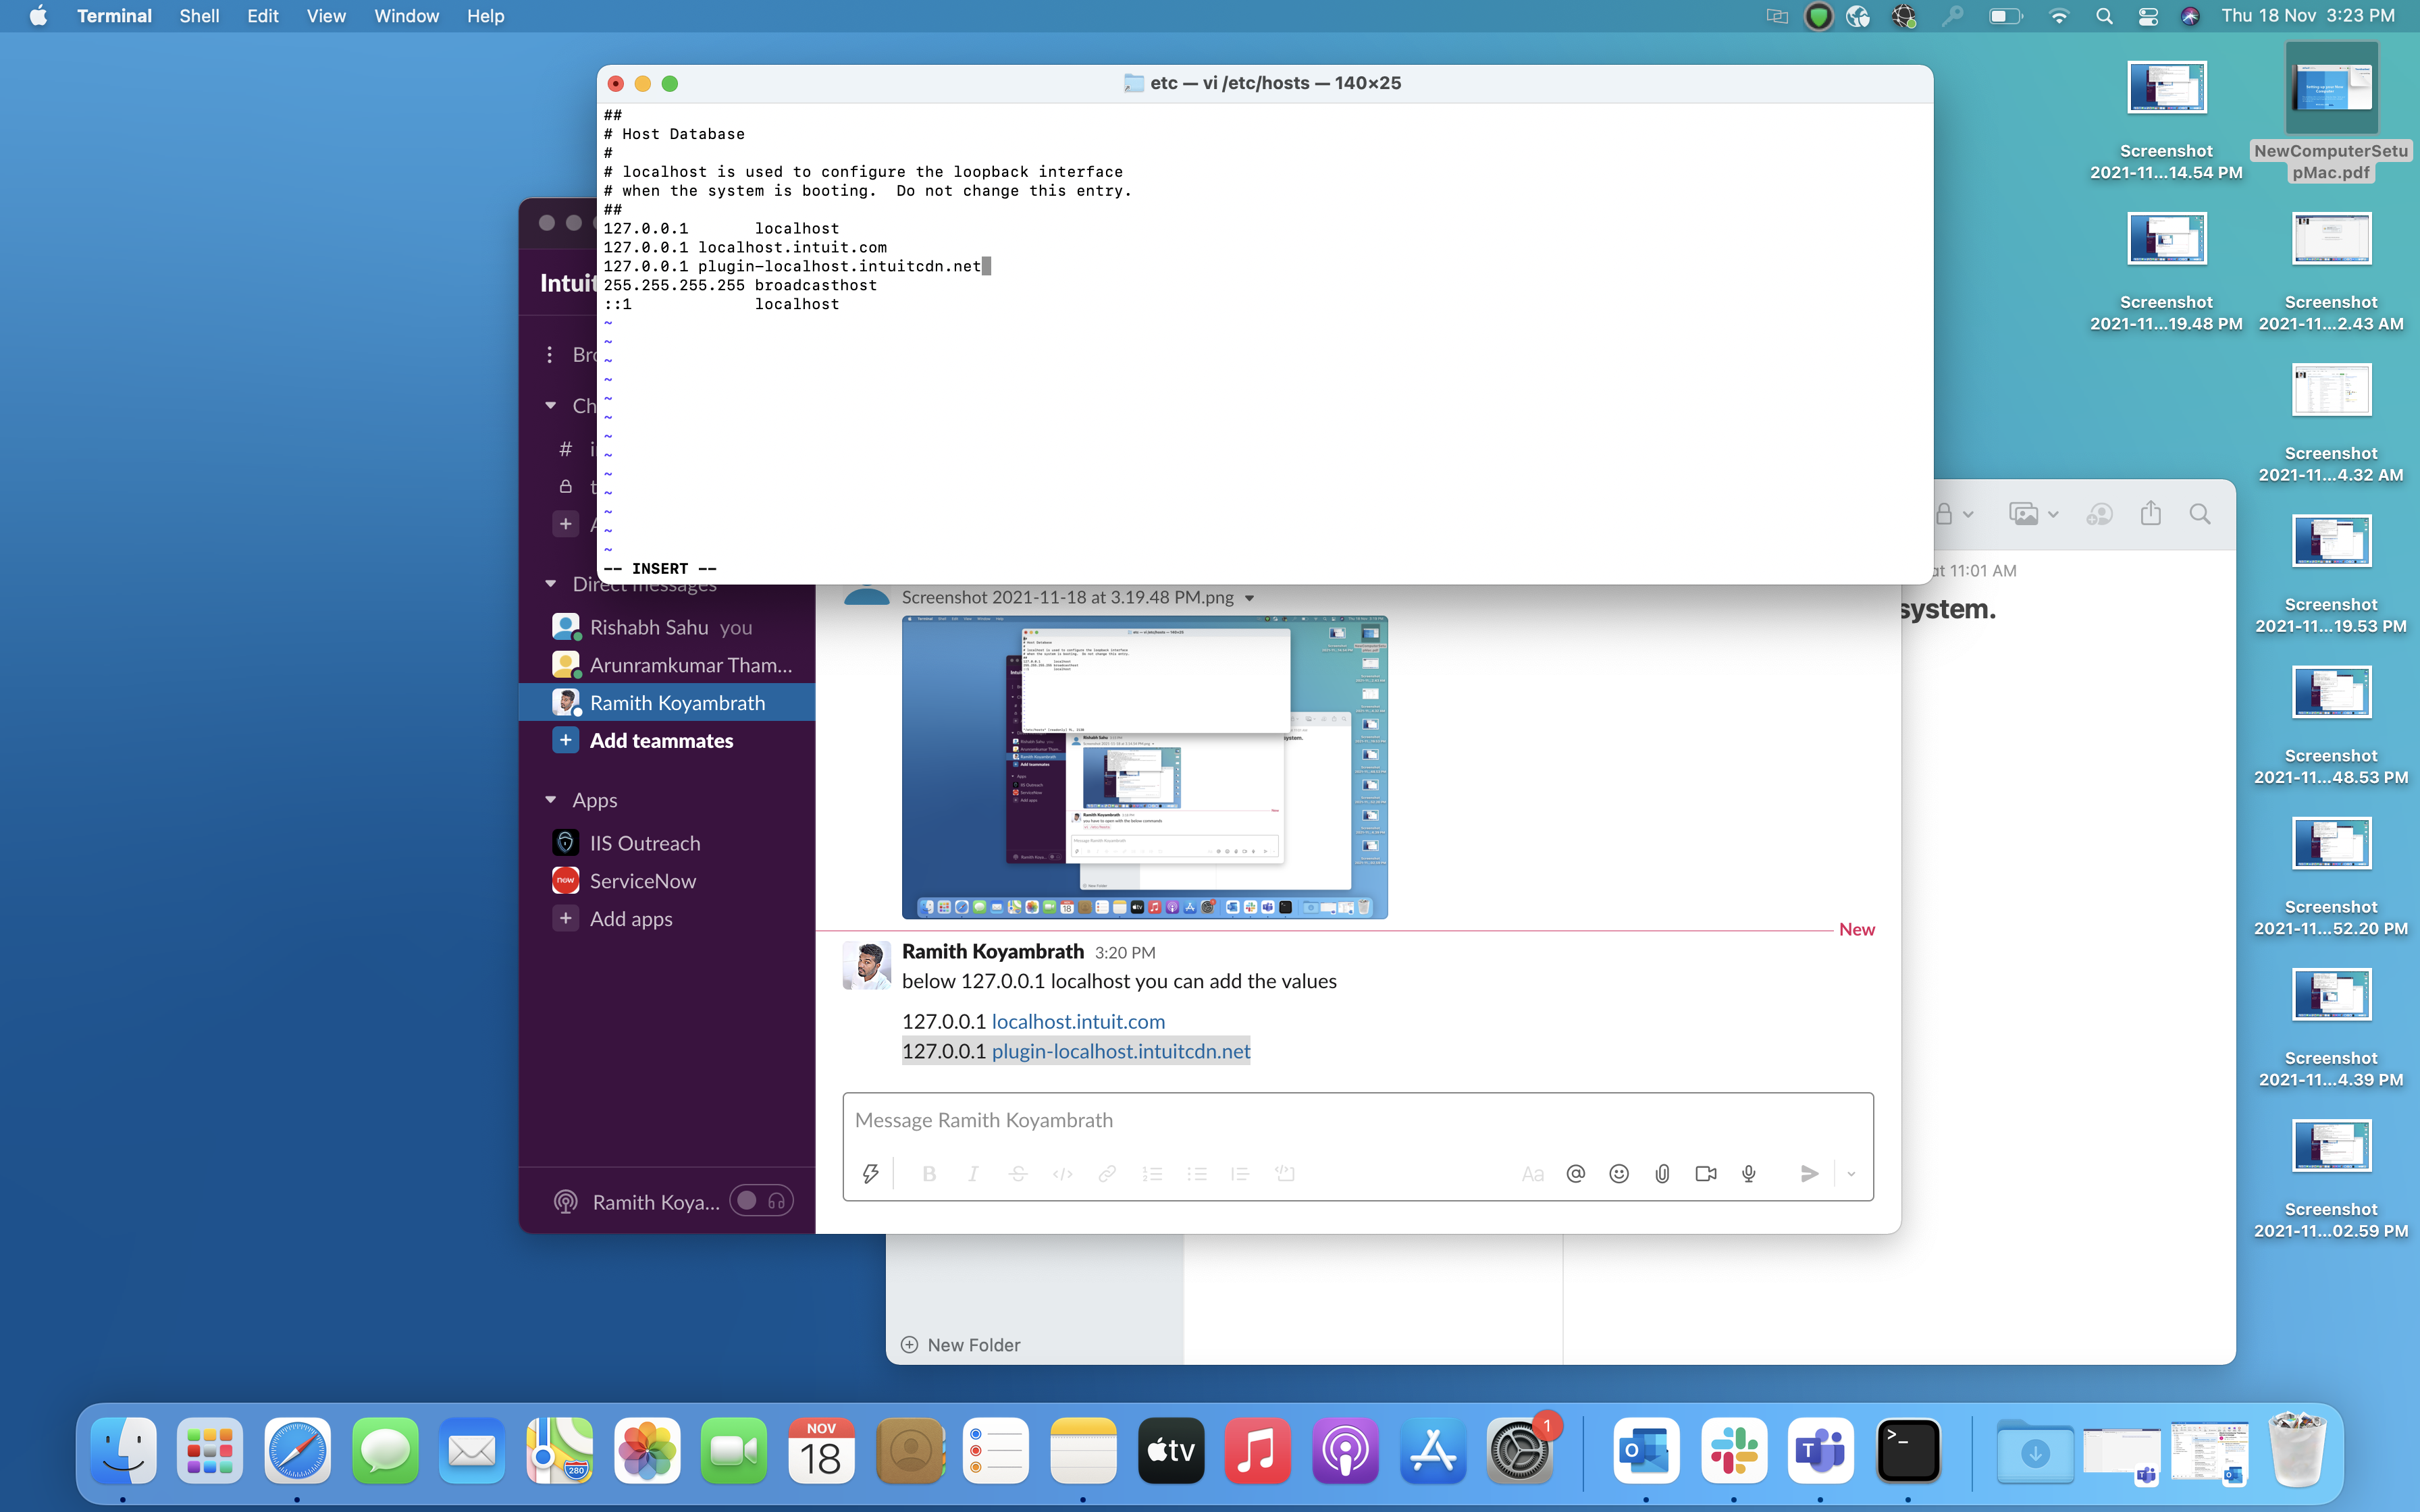 Terminal Shell Edit View Window Help
Thu 18 Nov 3:23 PM
etc — vi /etc/hosts — 140×25
##
# Host Database
#
# localhost is used to configure the loopback interface
# when the system is booting.  Do not change this entry.
##
127.0.0.1       localhost
127.0.0.1 localhost.intuit.com
127.0.0.1 plugin-localhost.intuitcdn.net
255.255.255.255 broadcasthost
::1             localhost
~
~
~
~
~
~
~
~
~
~
~
~
~
-- INSERT --
Intuit
Direct messages
Rishabh Sahu you
Arunramkumar Tham...
Ramith Koyambrath
Add teammates
Apps
IIS Outreach
ServiceNow
Add apps
Ramith Koya...
Screenshot 2021-11-18 at 3.19.48 PM.png
New
Ramith Koyambrath 3:20 PM
below 127.0.0.1 localhost you can add the values
127.0.0.1 localhost.intuit.com
127.0.0.1 plugin-localhost.intuitcdn.net
Message Ramith Koyambrath
at 11:01 AM
system.
New Folder
Screenshot
2021-11...14.54 PM
NewComputerSetu
pMac.pdf
Screenshot
2021-11...19.48 PM
Screenshot
2021-11...2.43 AM
Screenshot
2021-11...4.32 AM
Screenshot
2021-11...19.53 PM
Screenshot
2021-11...48.53 PM
Screenshot
2021-11...52.20 PM
Screenshot
2021-11...4.39 PM
Screenshot
2021-11...02.59 PM
NOV
18
280
tv
1